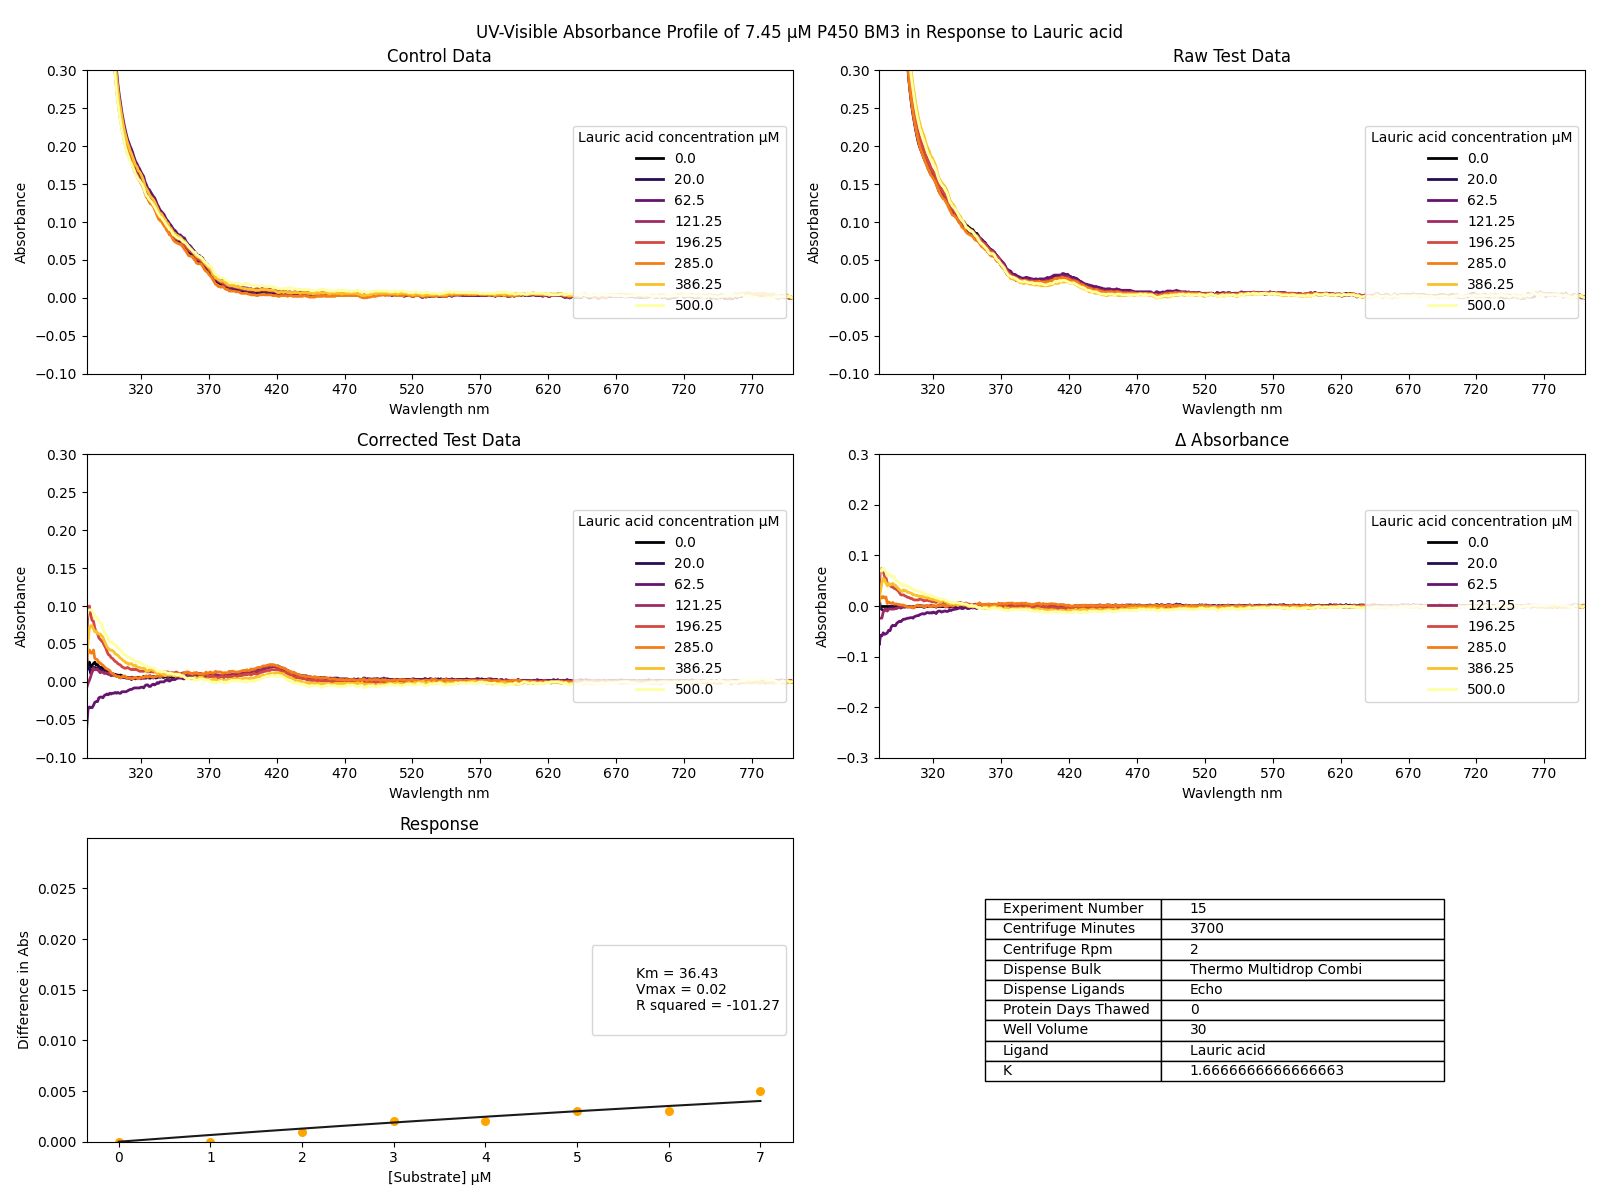 UV-Visible Absorbance Profile of 7.45 µM P450 BM3 in Response to Lauric acid
Control Data
0.30
0.25
0.20
0.15
0.10
0.05
0.00
−0.05
−0.10
Absorbance
320 370 420 470 520 570 620 670 720 770
Wavlength nm
Lauric acid concentration µM
0.0
20.0
62.5
121.25
196.25
285.0
386.25
500.0
Raw Test Data
0.30
0.25
0.20
0.15
0.10
0.05
0.00
−0.05
−0.10
Absorbance
320 370 420 470 520 570 620 670 720 770
Wavlength nm
Lauric acid concentration µM
0.0
20.0
62.5
121.25
196.25
285.0
386.25
500.0
Corrected Test Data
0.30
0.25
0.20
0.15
0.10
0.05
0.00
−0.05
−0.10
Absorbance
320 370 420 470 520 570 620 670 720 770
Wavlength nm
Lauric acid concentration µM
0.0
20.0
62.5
121.25
196.25
285.0
386.25
500.0
Δ Absorbance
0.3
0.2
0.1
0.0
−0.1
−0.2
−0.3
Absorbance
320 370 420 470 520 570 620 670 720 770
Wavlength nm
Lauric acid concentration µM
0.0
20.0
62.5
121.25
196.25
285.0
386.25
500.0
Response
0.025
0.020
0.015
0.010
0.005
0.000
Difference in Abs
0 1 2 3 4 5 6 7
[Substrate] µM
Km = 36.43
Vmax = 0.02
R squared = -101.27
Experiment Number 15
Centrifuge Minutes 3700
Centrifuge Rpm 2
Dispense Bulk Thermo Multidrop Combi
Dispense Ligands Echo
Protein Days Thawed 0
Well Volume 30
Ligand Lauric acid
K 1.6666666666666663